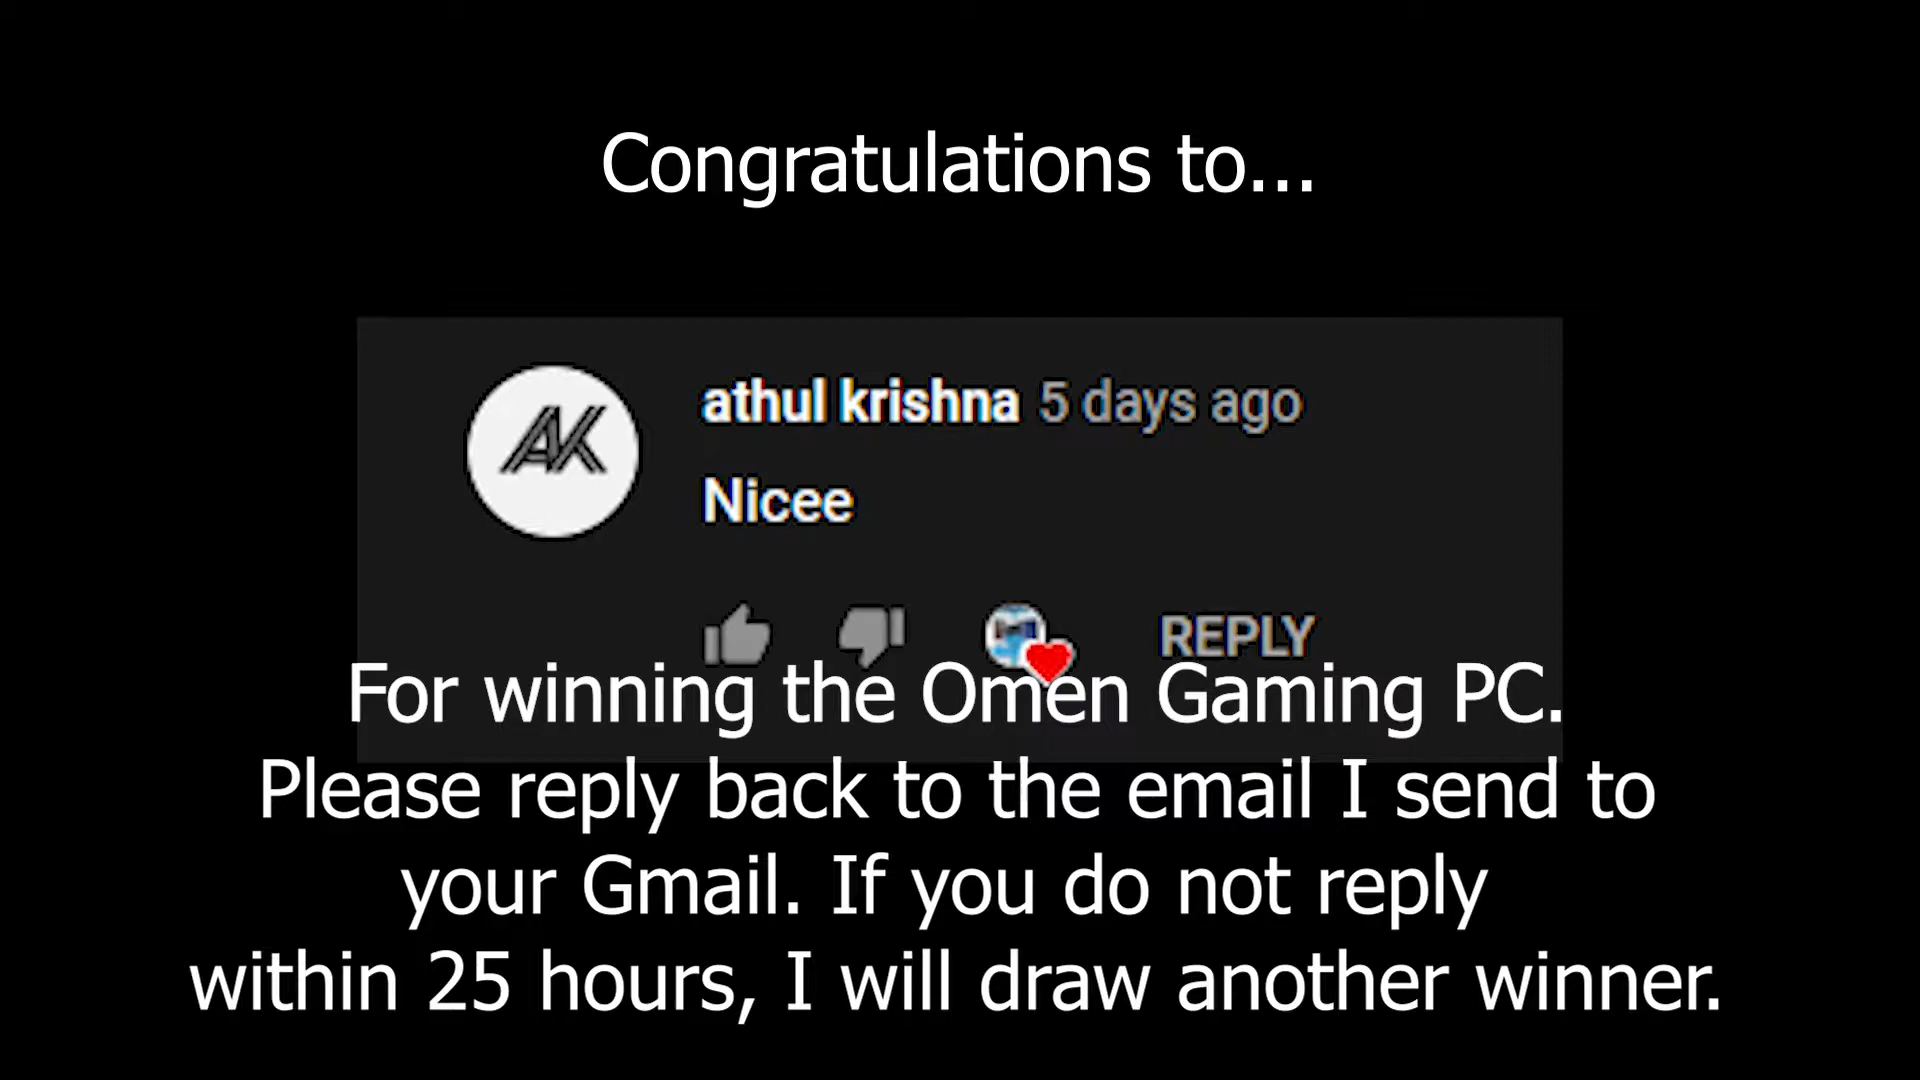 Congratulations to...
AK
athul krishna 5 days ago
Nicee
REPLY
For winning the Omen Gaming PC.
Please reply back to the email I send to
your Gmail. If you do not reply
within 25 hours, I will draw another winner.